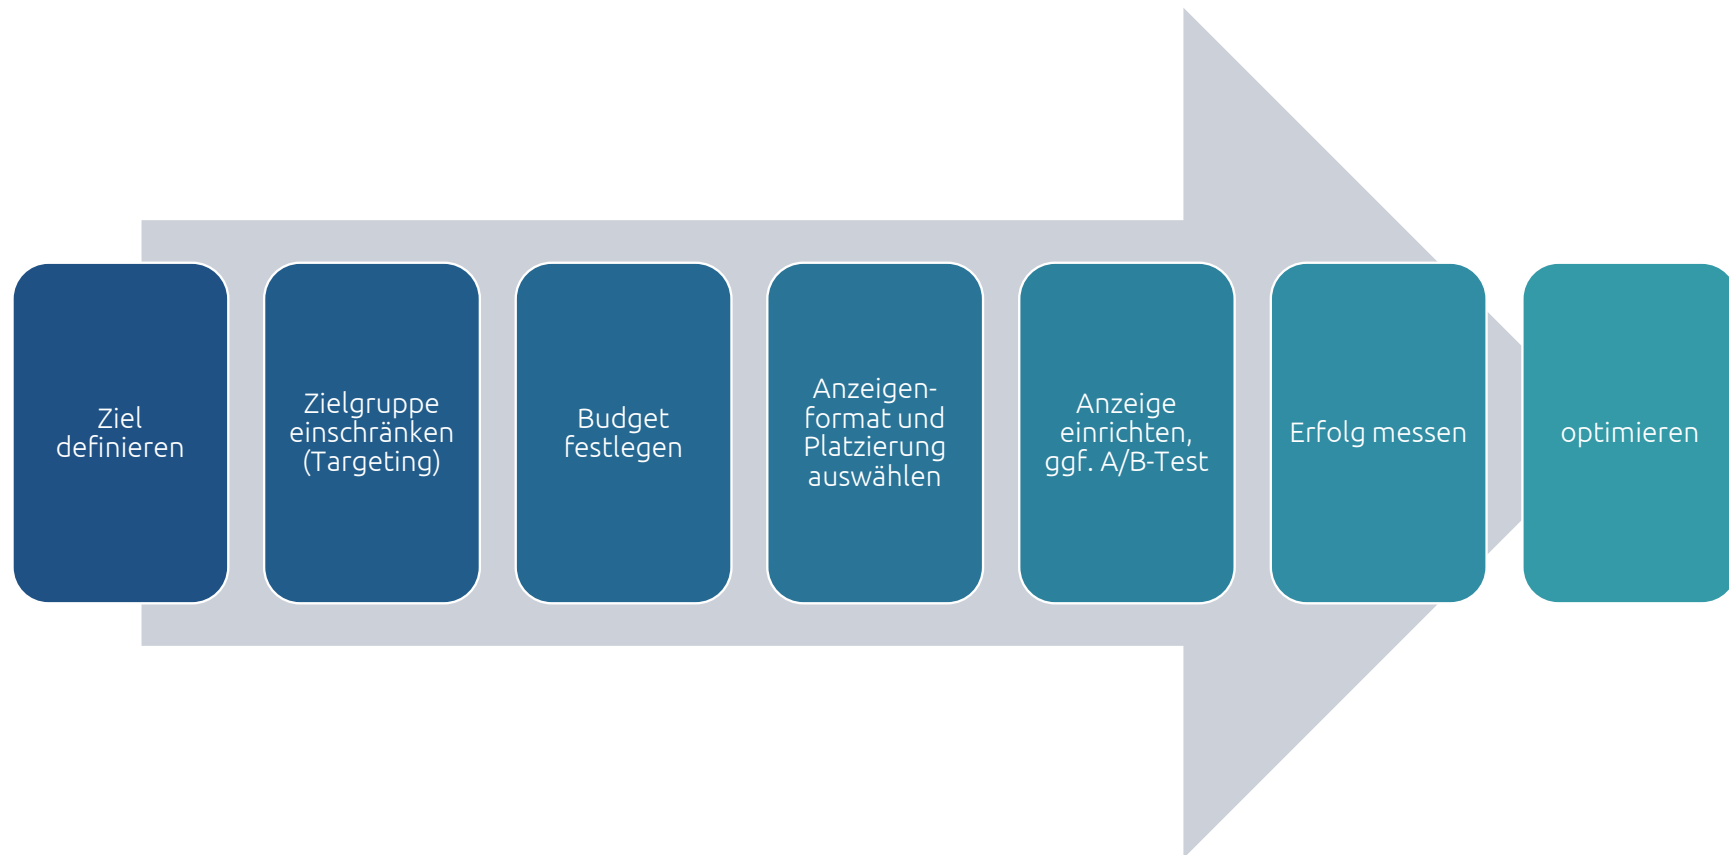 Ziel
definieren
Zielgruppe
einschränken
(Targeting)
Budget
festlegen
Anzeigen-
format und
Platzierung
auswählen
Anzeige
einrichten,
ggf. A/B-Test
Erfolg messen
optimieren